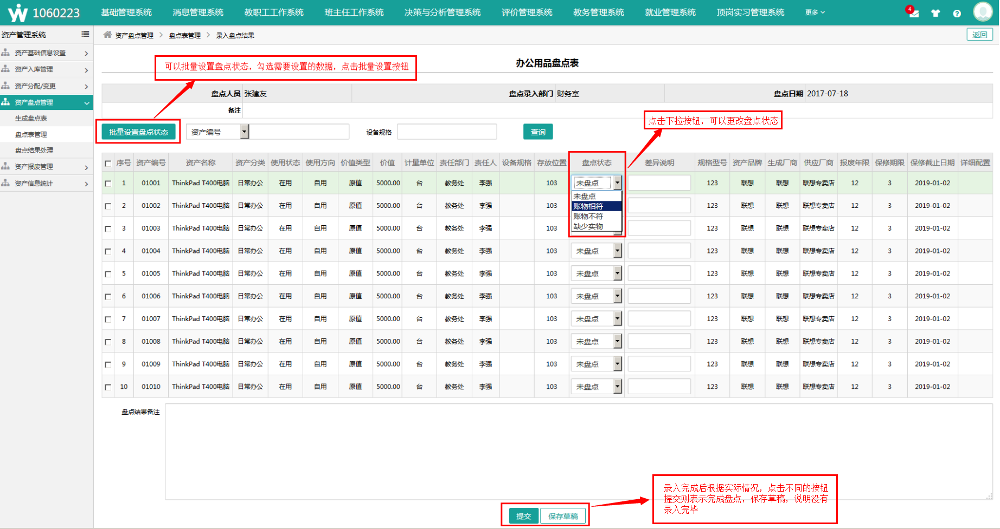 1060223 基础管理系统 消息管理系统 教职工工作系统 班主任工作系统 决策与分析管理系统 评价管理系统 教务管理系统 就业管理系统 顶岗实习管理系统 更多 4
资产管理系统
资产盘点管理 > 盘点表管理 > 录入盘点结果 返回
资产基础信息设置
资产入库管理
资产分配/变更
资产盘点管理
生成盘点表
盘点表管理
盘点结果处理
资产报废管理
资产信息统计
可以批量设置盘点状态，勾选需要设置的数据，点击批量设置按钮
办公用品盘点表
盘点人员 张建友 盘点录入部门 财务室 盘点日期 2017-07-18
备注
点击下拉按钮，可以更改盘点状态
批量设置盘点状态 资产编号 设备规格 查询
序号 资产编号 资产名称 资产分类 使用状态 使用方向 价值类型 价值 计量单位 责任部门 责任人 设备规格 存放位置 盘点状态 差异说明 规格型号 资产品牌 生成厂商 供应厂商 报废年限 保修期限 保修截止日期 详细配置
1 01001 ThinkPad T400电脑 日常办公 在用 自用 原值 5000.00 台 教务处 李强 103 未盘点 123 联想 联想 联想专卖店 12 3 2019-01-02
未盘点
账物相符
账物不符
缺少实物
2 01002 ThinkPad T400电脑 日常办公 在用 自用 原值 5000.00 台 教务处 李强 103 123 联想 联想 联想专卖店 12 3 2019-01-02
3 01003 ThinkPad T400电脑 日常办公 在用 自用 原值 5000.00 台 教务处 李强 103 123 联想 联想 联想专卖店 12 3 2019-01-02
4 01004 ThinkPad T400电脑 日常办公 在用 自用 原值 5000.00 台 教务处 李强 103 未盘点 123 联想 联想 联想专卖店 12 3 2019-01-02
5 01005 ThinkPad T400电脑 日常办公 在用 自用 原值 5000.00 台 教务处 李强 103 未盘点 123 联想 联想 联想专卖店 12 3 2019-01-02
6 01006 ThinkPad T400电脑 日常办公 在用 自用 原值 5000.00 台 教务处 李强 103 未盘点 123 联想 联想 联想专卖店 12 3 2019-01-02
7 01007 ThinkPad T400电脑 日常办公 在用 自用 原值 5000.00 台 教务处 李强 103 未盘点 123 联想 联想 联想专卖店 12 3 2019-01-02
8 01008 ThinkPad T400电脑 日常办公 在用 自用 原值 5000.00 台 教务处 李强 103 未盘点 123 联想 联想 联想专卖店 12 3 2019-01-02
9 01009 ThinkPad T400电脑 日常办公 在用 自用 原值 5000.00 台 教务处 李强 103 未盘点 123 联想 联想 联想专卖店 12 3 2019-01-02
10 01010 ThinkPad T400电脑 日常办公 在用 自用 原值 5000.00 台 教务处 李强 103 未盘点 123 联想 联想 联想专卖店 12 3 2019-01-02
盘点结果备注
录入完成后根据实际情况，点击不同的按钮
提交则表示完成盘点，保存草稿，说明没有
录入完毕
提交 保存草稿